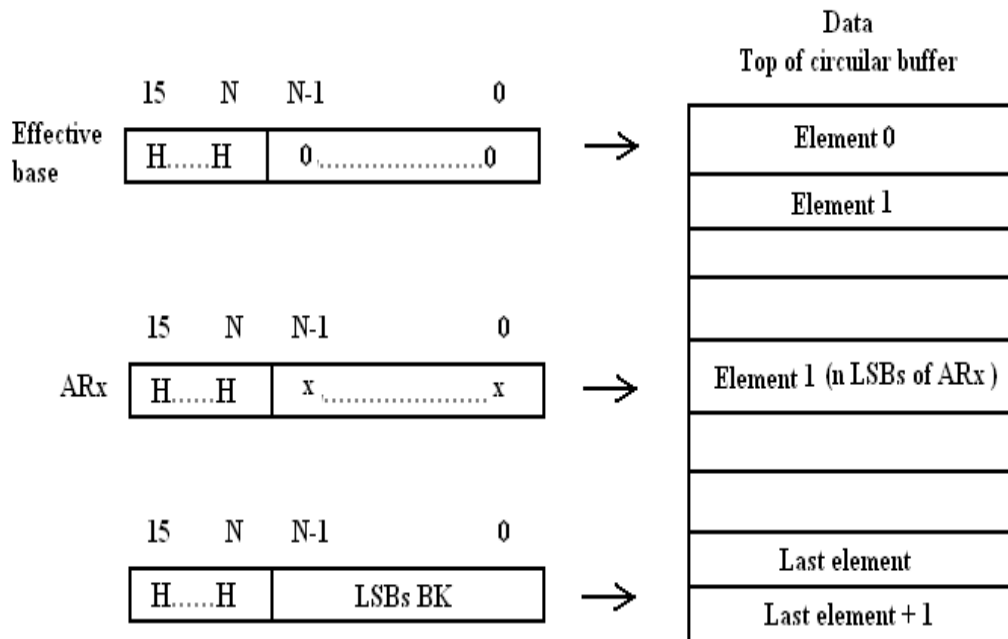 Data
Top of circuilar buffer
15 N N-1 0
Effective
base
H......H 0...................0
Element 0
Element 1
15 N N-1 0
ARx
H......H x...................x
Element 1 (n LSBs of ARx )
15 N N-1 0
H......H LSBs BK
Last element
Last element + 1